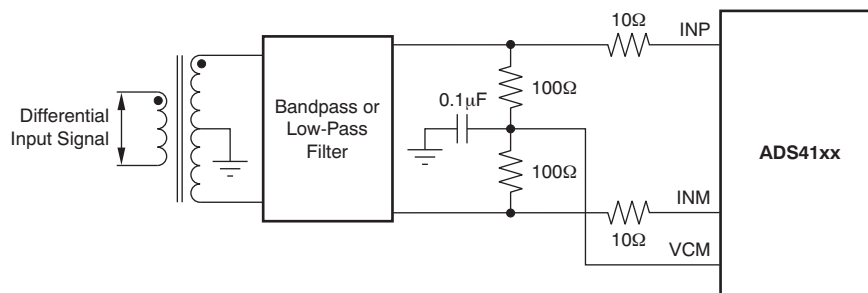 Differential
Input Signal
Bandpass or
Low-Pass
Filter
0.1μF
10Ω
INP
100Ω
100Ω
ADS41xx
INM
10Ω
VCM